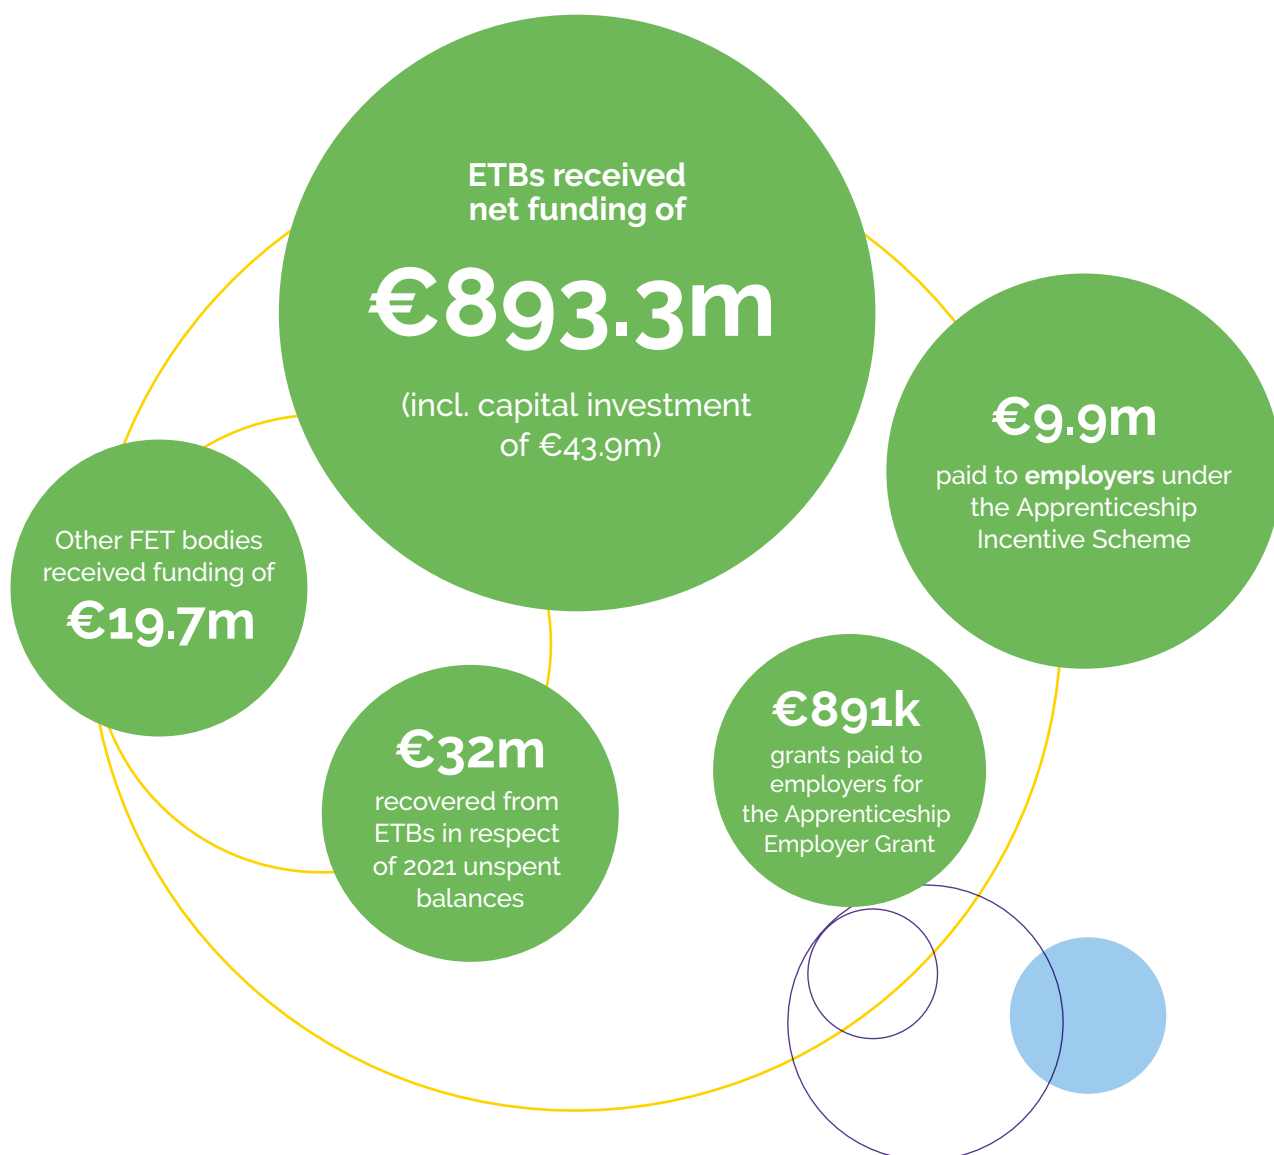 ETBs received
net funding of
€893.3m
(incl. capital investment
of €43.9m)
€9.9m
paid to employers under
the Apprenticeship
Incentive Scheme
Other FET bodies
received funding of
€19.7m
€32m
recovered from
ETBs in respect
of 2021 unspent
balances
€891k
grants paid to
employers for
the Apprenticeship
Employer Grant